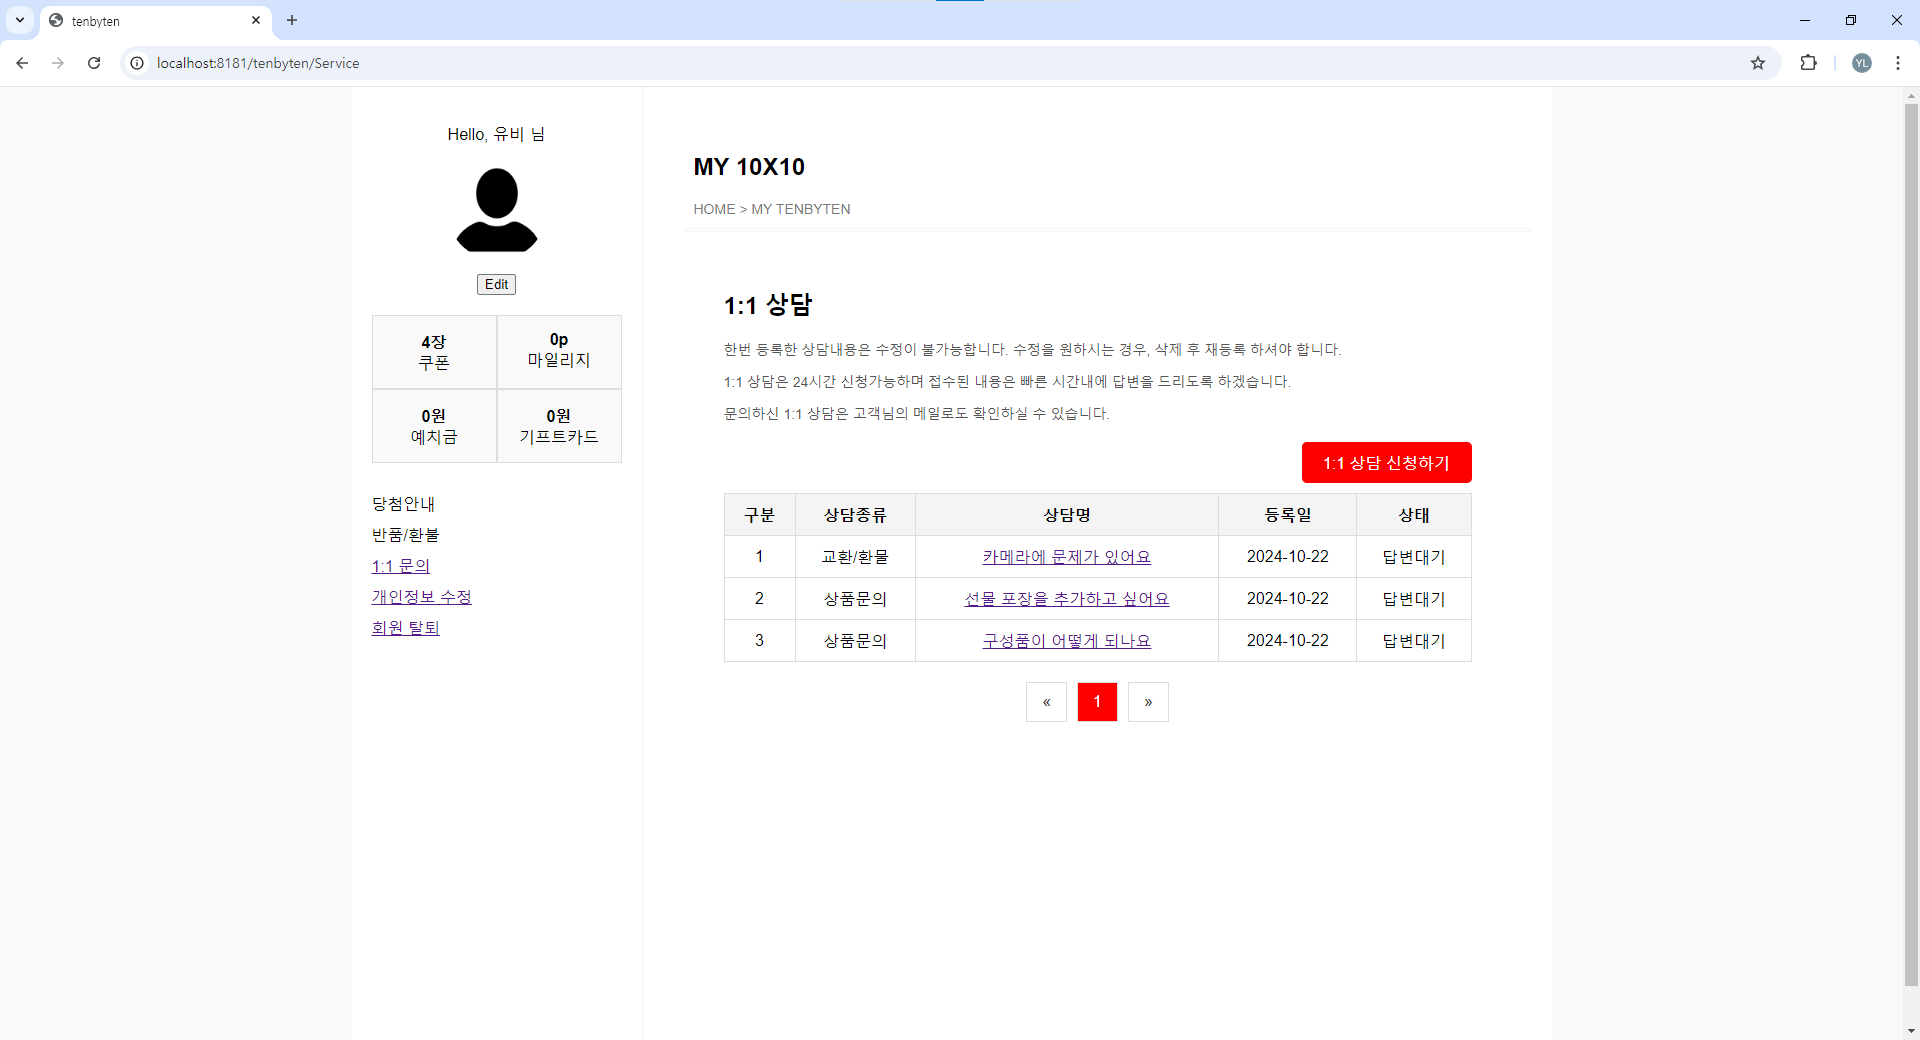 tenbyten
localhost:8181/tenbyten/Service
YL
Hello, 유비 님
Edit
4장
쿠폰
0p
마일리지
0원
예치금
0원
기프트카드
당첨안내
반품/환불
1:1 문의
개인정보 수정
회원 탈퇴
MY 10X10
HOME > MY TENBYTEN
1:1 상담
한번 등록한 상담내용은 수정이 불가능합니다. 수정을 원하시는 경우, 삭제 후 재등록 하셔야 합니다.
1:1 상담은 24시간 신청가능하며 접수된 내용은 빠른 시간내에 답변을 드리도록 하겠습니다.
문의하신 1:1 상담은 고객님의 메일로도 확인하실 수 있습니다.
1:1 상담 신청하기
구분 상담종류 상담명 등록일 상태
1 교환/환물 카메라에 문제가 있어요 2024-10-22 답변대기
2 상품문의 선물 포장을 추가하고 싶어요 2024-10-22 답변대기
3 상품문의 구성품이 어떻게 되나요 2024-10-22 답변대기
« 1 »